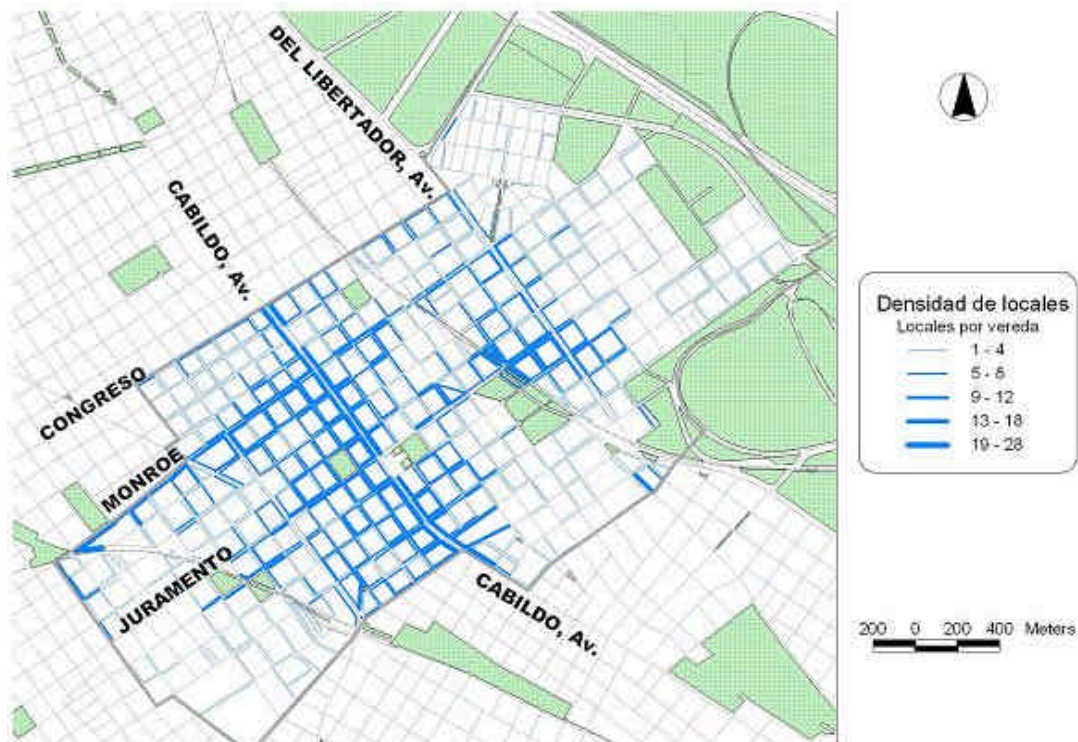 DEL LIBERTADOR, Av.
CABILDO, Av.
CONGRESO
MONROE
JURAMENTO
CABILDO, Av.
Densidad de locales
Locales por vereda
1 - 4
5 - 8
9 - 12
13 - 18
19 - 28
200 0 200 400 Meters